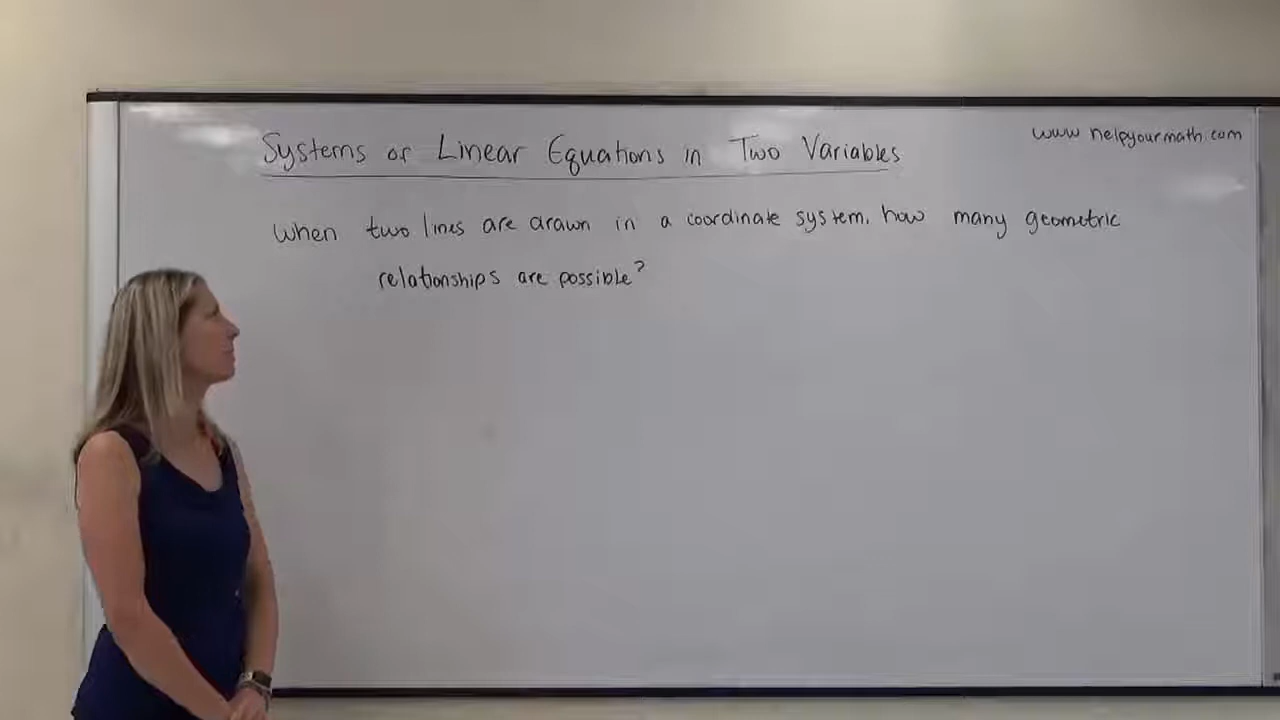 Systems of Linear Equations in Two Variables
www helpyourmath.com
When two lines are drawn in a coordinate system, how many geometric
relationships are possible?